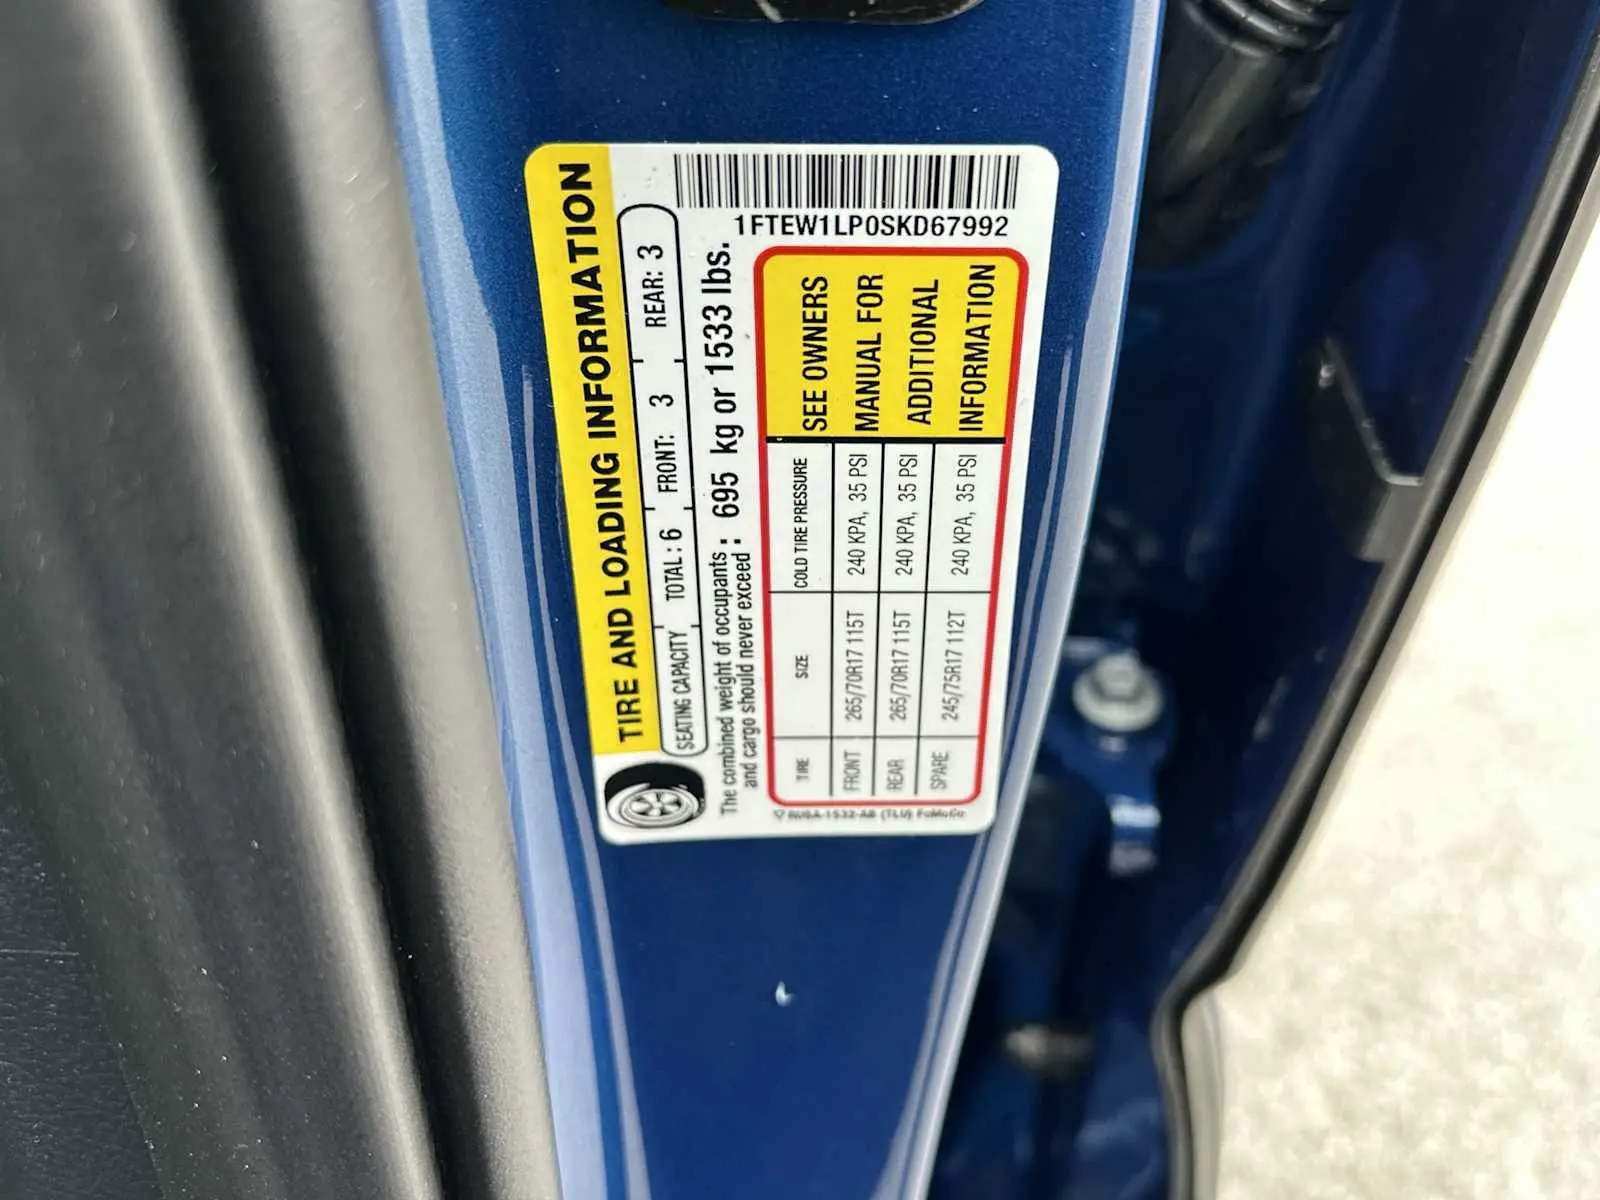 1FTEW1LP0SKD67992
TIRE AND LOADING INFORMATION
SEATING CAPACITY TOTAL : 6 FRONT: 3 REAR: 3
The combined weight of occupants : 695 kg or 1533 lbs.
and cargo should never exceed :
TIRE SIZE COLD TIRE PRESSURE
FRONT 265/70R17 115T 240 KPA, 35 PSI
REAR 265/70R17 115T 240 KPA, 35 PSI
SPARE 245/75R17 112T 240 KPA, 35 PSI
SEE OWNERS
MANUAL FOR
ADDITIONAL
INFORMATION
(TLU) FoMoCo